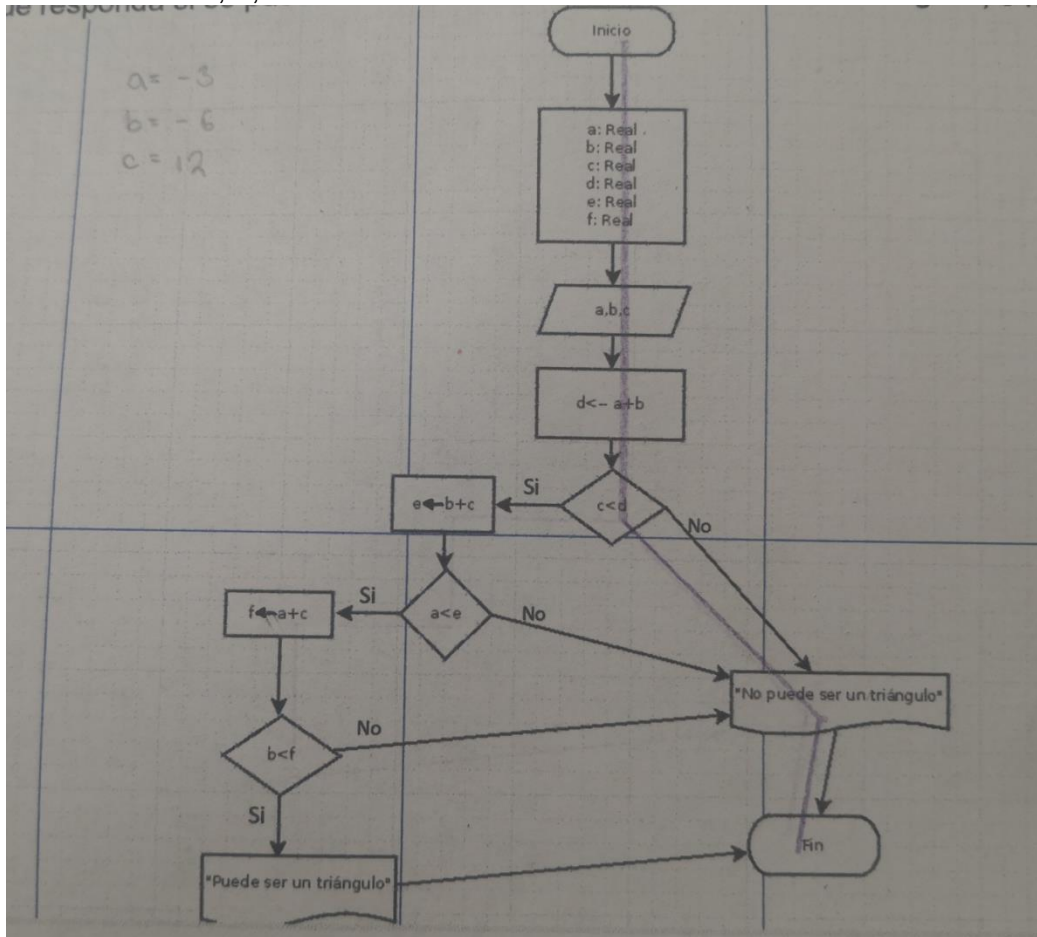 Inicio
a = -3
b = -6
c = 12
a: Real
b: Real
c: Real
d: Real
e: Real
f: Real
a,b,c
d<- a+b
Si
e←b+c
c<d
No
Si
f←a+c
a<e
No
"No puede ser un triángulo"
No
b<f
Si
Fin
"Puede ser un triángulo"